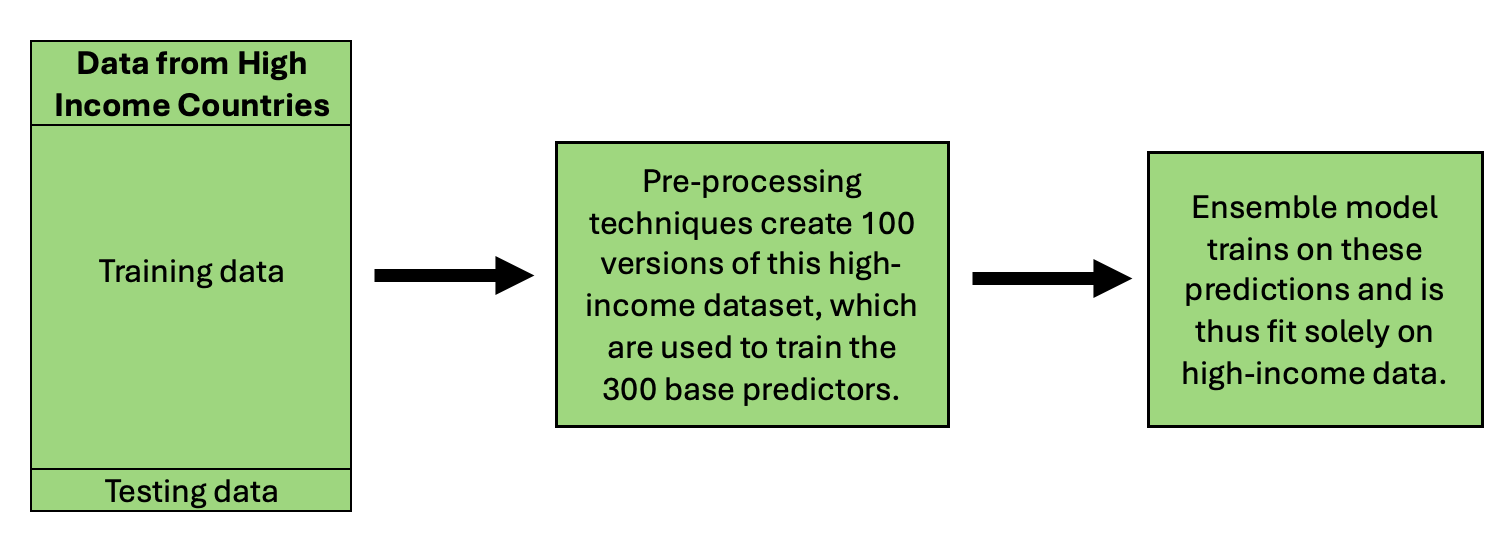 Data from High
Income Countries
Training data
Testing data
Pre-processing
techniques create 100
versions of this high-
income dataset, which
are used to train the
300 base predictors.
Ensemble model
trains on these
predictions and is
thus fit solely on
high-income data.